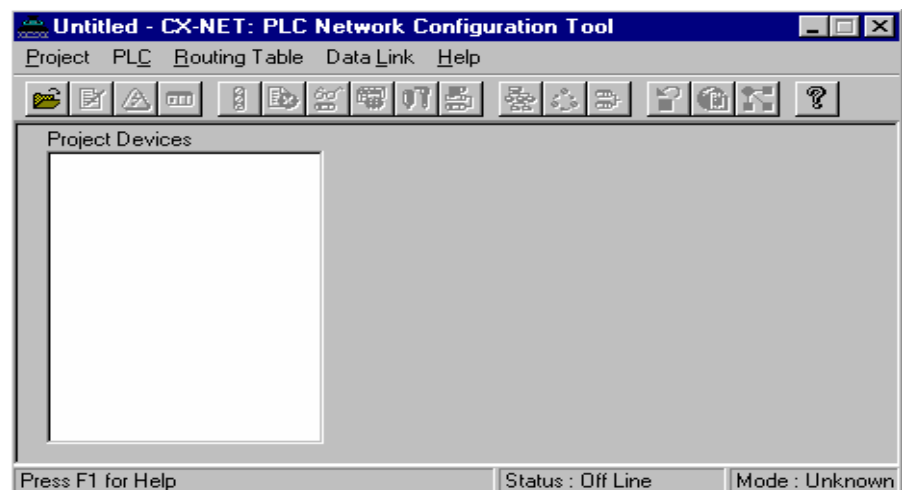 Untitled - CX-NET: PLC Network Configuration Tool
Project PLC Routing Table Data Link Help
Project Devices
Press F1 for Help Status : Off Line Mode : Unknown